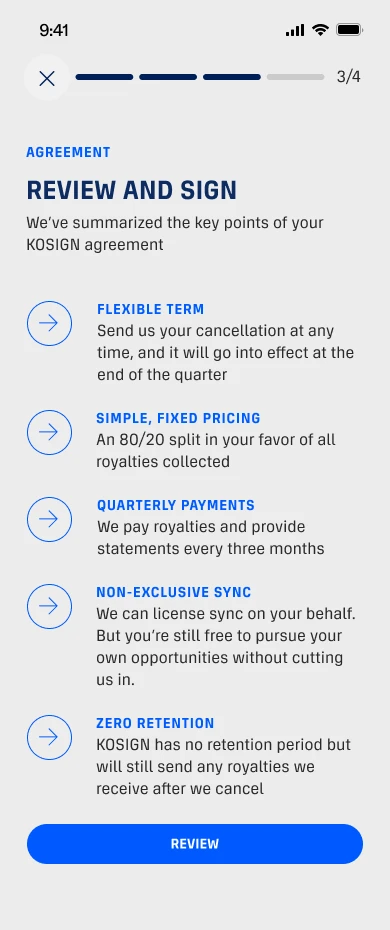 9:41
3/4
AGREEMENT
REVIEW AND SIGN
We’ve summarized the key points of your
KOSIGN agreement
FLEXIBLE TERM
Send us your cancellation at any
time, and it will go into effect at the
end of the quarter
SIMPLE, FIXED PRICING
An 80/20 split in your favor of all
royalties collected
QUARTERLY PAYMENTS
We pay royalties and provide
statements every three months
NON-EXCLUSIVE SYNC
We can license sync on your behalf.
But you’re still free to pursue your
own opportunities without cutting
us in.
ZERO RETENTION
KOSIGN has no retention period but
will still send any royalties we
receive after we cancel
REVIEW